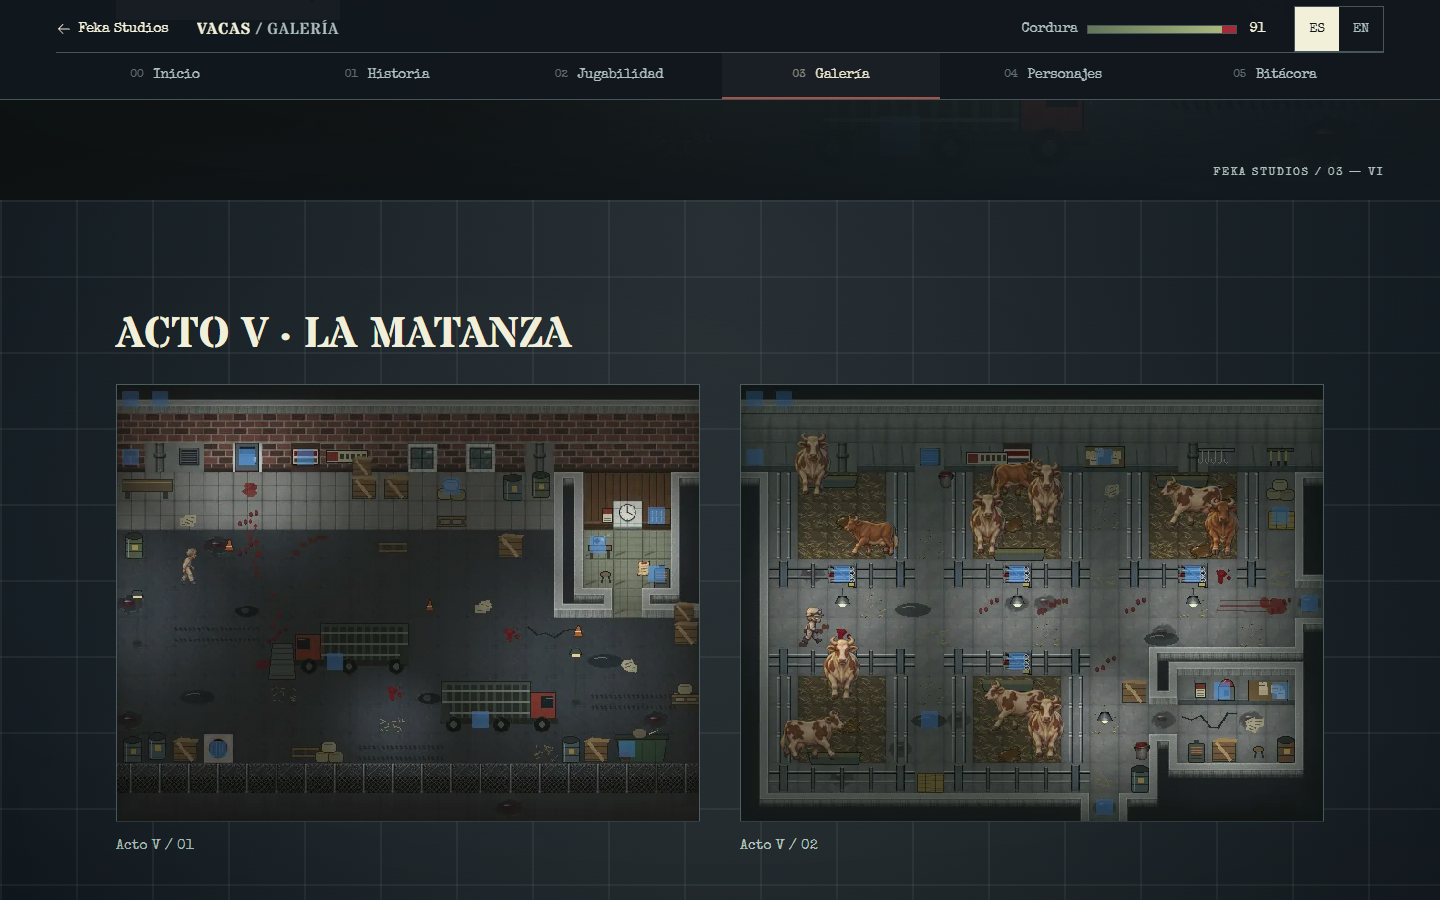 ← Feka Studios VACAS / GALERÍA Cordura 91 ES EN
00 Inicio 01 Historia 02 Jugabilidad 03 Galería 04 Personajes 05 Bitácora
FEKA STUDIOS / 03 — VI
ACTO V · LA MATANZA
Acto V / 01
Acto V / 02